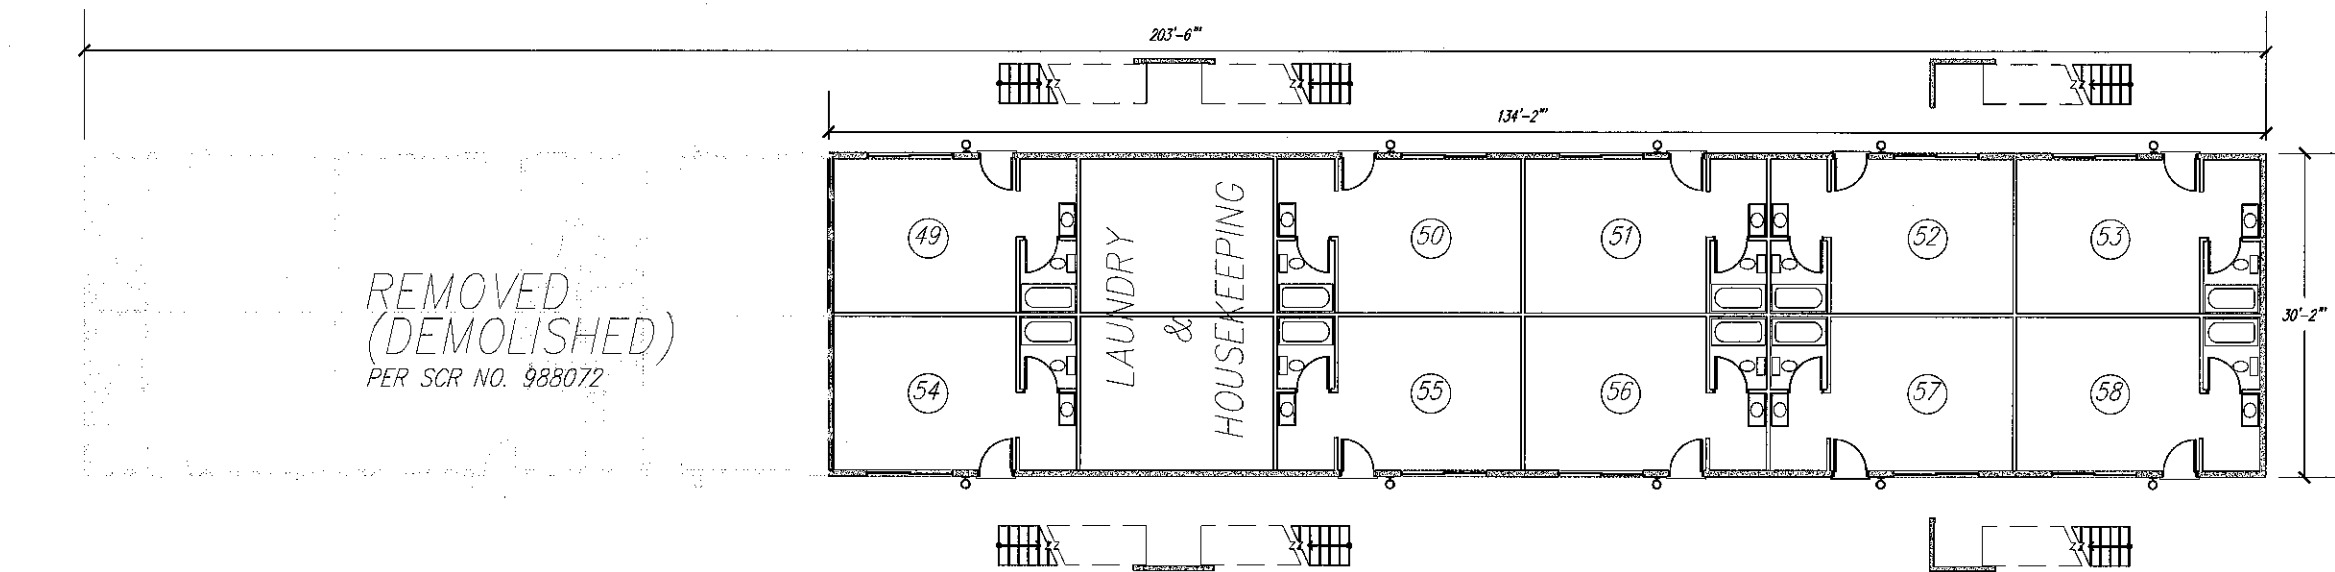 203'-6"
134'-2"
49
50
51
52
53
LAUNDRY
&
HOUSEKEEPING
REMOVED
(DEMOLISHED)
PER SCR NO. 988072
30'-2"
54
55
56
57
58